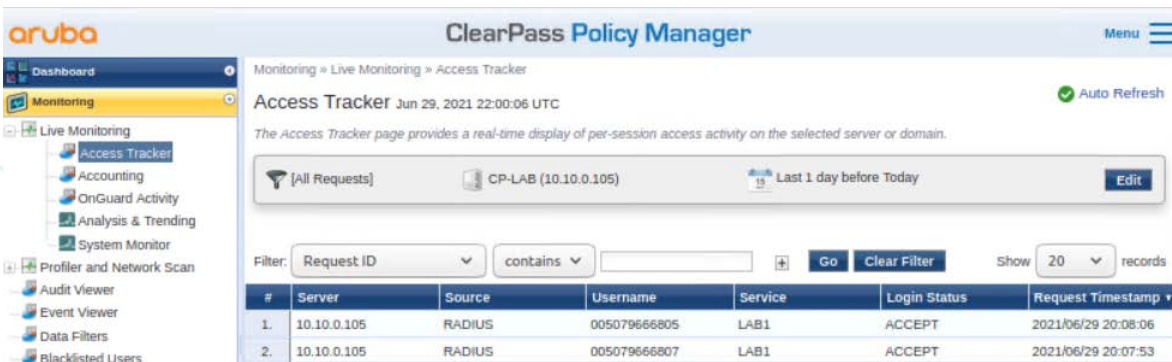 aruba
ClearPass Policy Manager
Menu
Dashboard
Monitoring
Live Monitoring
Access Tracker
Accounting
OnGuard Activity
Analysis & Trending
System Monitor
Profiler and Network Scan
Audit Viewer
Event Viewer
Data Filters
Blacklisted Users
Monitoring » Live Monitoring » Access Tracker
Access Tracker Jun 29, 2021 22:00:06 UTC
Auto Refresh
The Access Tracker page provides a real-time display of per-session access activity on the selected server or domain.
[All Requests] CP-LAB (10.10.0.105) Last 1 day before Today Edit
Filter: Request ID contains + Go Clear Filter Show 20 records
# Server Source Username Service Login Status Request Timestamp
1. 10.10.0.105 RADIUS 005079666805 LAB1 ACCEPT 2021/06/29 20:08:06
2. 10.10.0.105 RADIUS 005079666807 LAB1 ACCEPT 2021/06/29 20:07:53